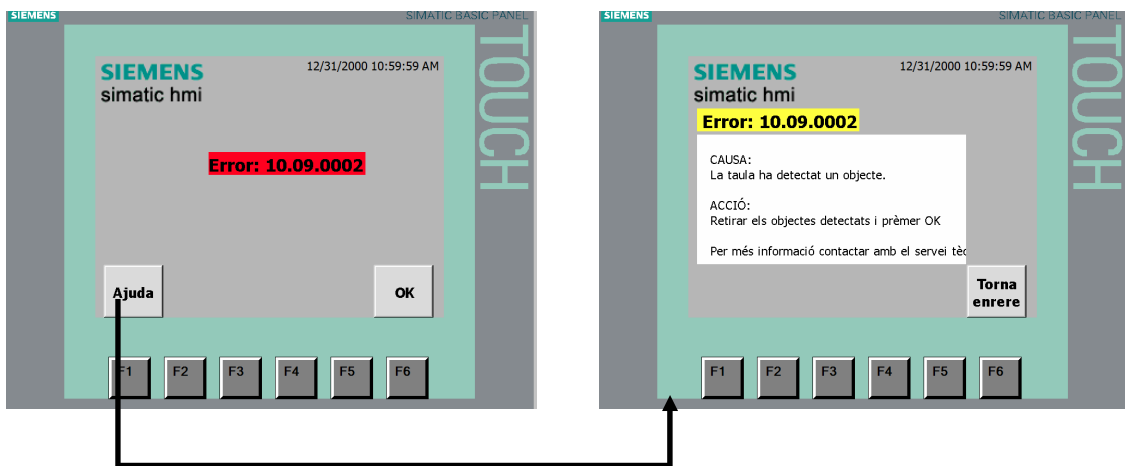 SIEMENS
SIMATIC BASIC PANEL
TOUCH
SIEMENS
simatic hmi
12/31/2000 10:59:59 AM
Error: 10.09.0002
Ajuda
OK
F1
F2
F3
F4
F5
F6
SIEMENS
SIMATIC BASIC PANEL
TOUCH
SIEMENS
simatic hmi
12/31/2000 10:59:59 AM
Error: 10.09.0002
CAUSA:
La taula ha detectat un objecte.
ACCIÓ:
Retirar els objectes detectats i prèmer OK
Per més informació contactar amb el servei
Torna
enrere
F1
F2
F3
F4
F5
F6